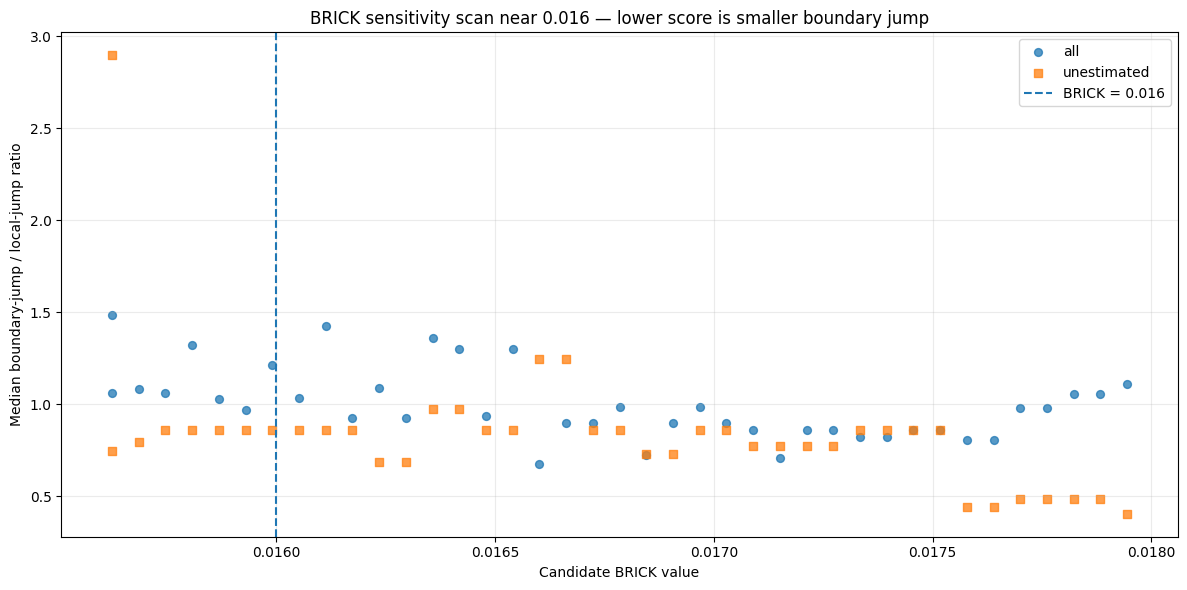 BRICK sensitivity scan near 0.016 — lower score is smaller boundary jump
3.0
2.5
2.0
1.5
1.0
0.5
Median boundary-jump / local-jump ratio
all
unestimated
BRICK = 0.016
0.0160
0.0165
0.0170
0.0175
0.0180
Candidate BRICK value